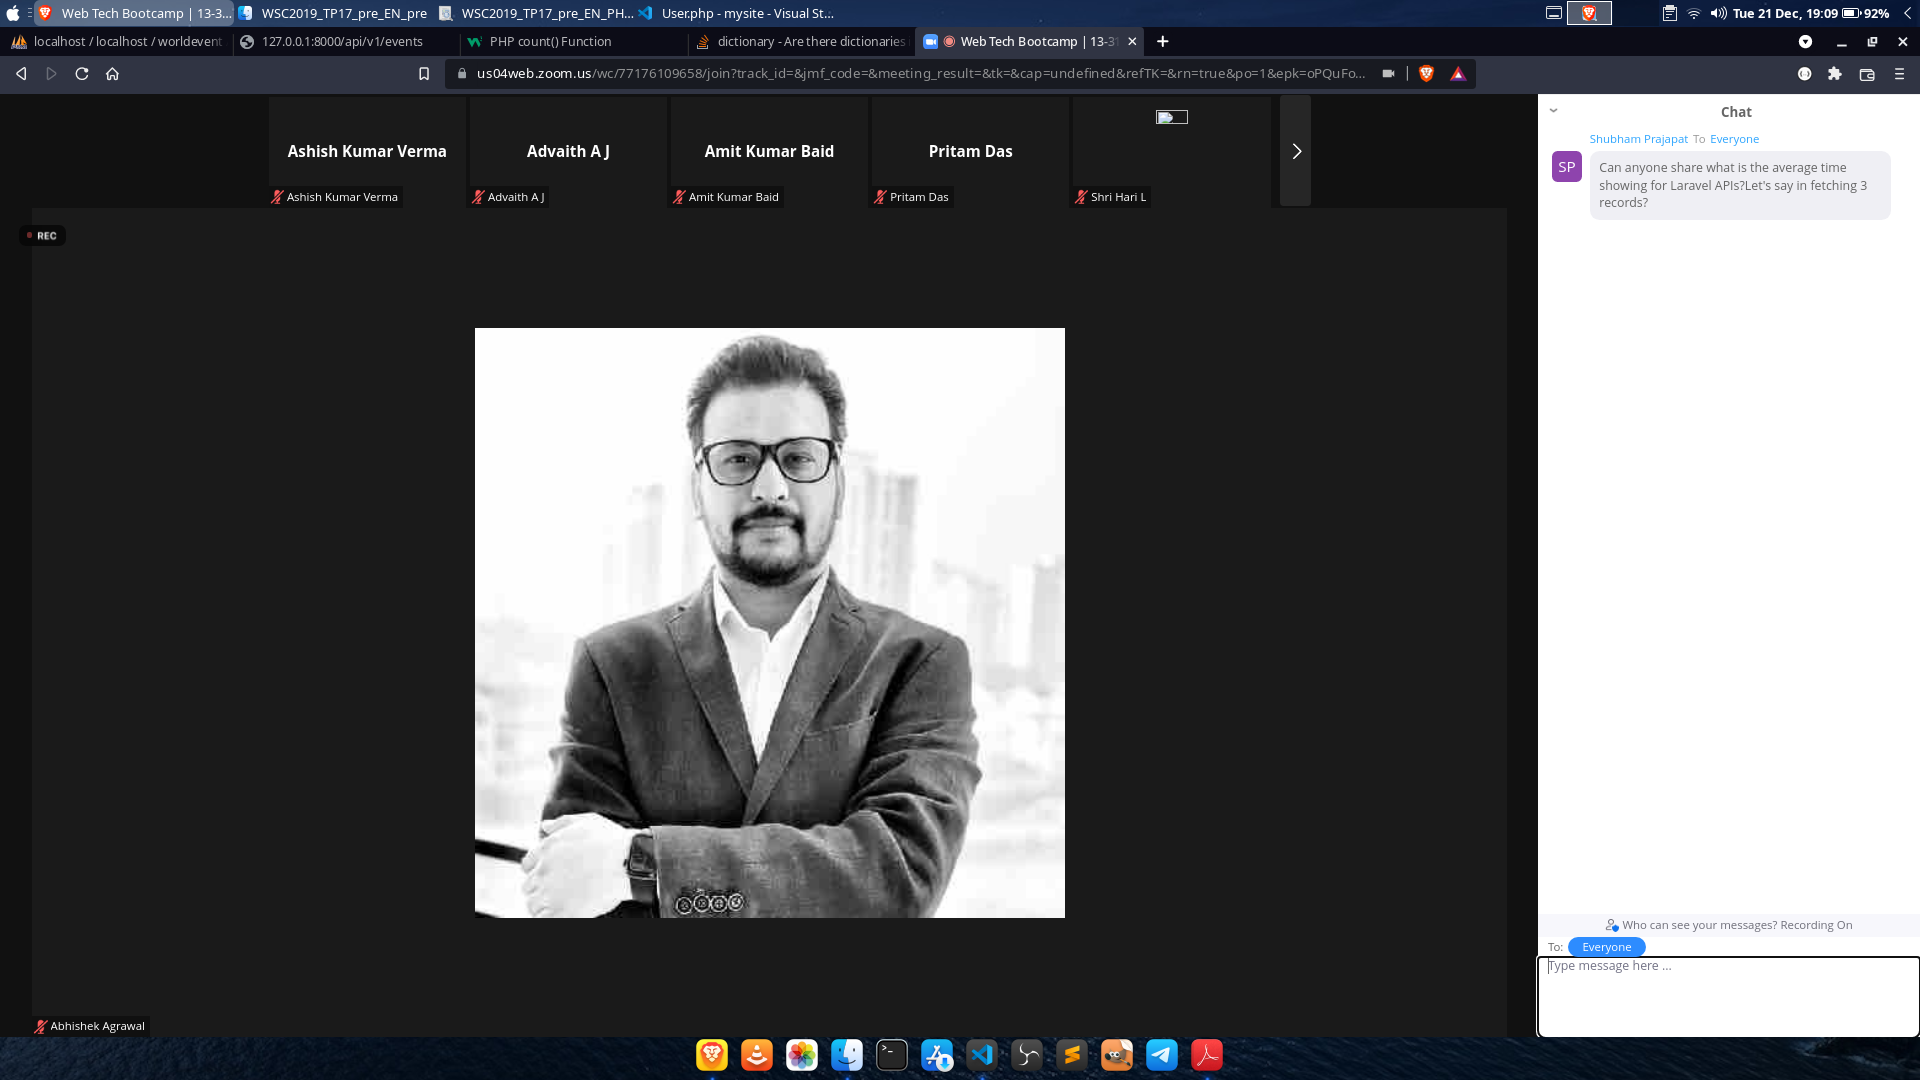 Web Tech Bootcamp | 13-3...
WSC2019_TP17_pre_EN_pre
WSC2019_TP17_pre_EN_PH...
User.php - mysite - Visual St...
Tue 21 Dec, 19:09
92%
localhost / localhost / worldevent
127.0.0.1:8000/api/v1/events
PHP count() Function
dictionary - Are there dictionaries
Web Tech Bootcamp | 13-31
us04web.zoom.us/wc/77176109658/join?track_id=&jmf_code=&meeting_result=&tk=&cap=undefined&refTK=&rn=true&po=1&epk=oPQuFo...
Ashish Kumar Verma
Advaith A J
Amit Kumar Baid
Pritam Das
Ashish Kumar Verma
Advaith A J
Amit Kumar Baid
Pritam Das
Shri Hari L
REC
Abhishek Agrawal
Chat
Shubham Prajapat To Everyone
SP
Can anyone share what is the average time
showing for Laravel APIs?Let's say in fetching 3
records?
Who can see your messages? Recording On
To: Everyone
Type message here ...